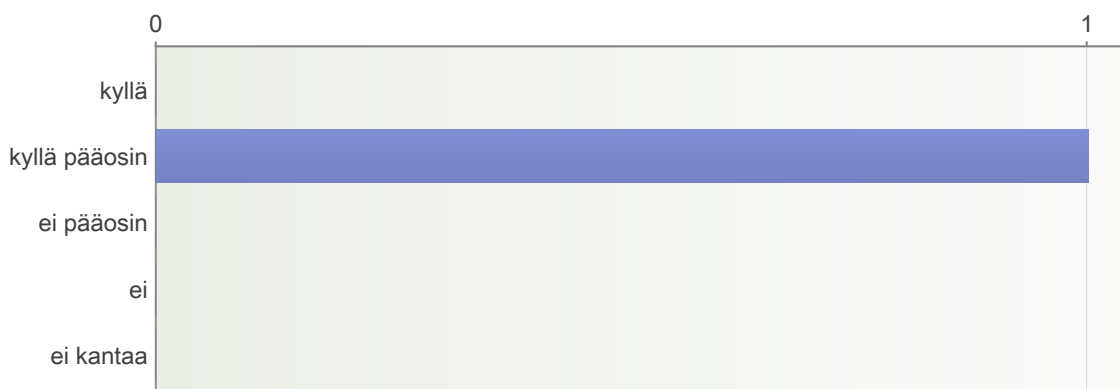 0 1
kyllä
kyllä pääosin
ei pääosin
ei
ei kantaa